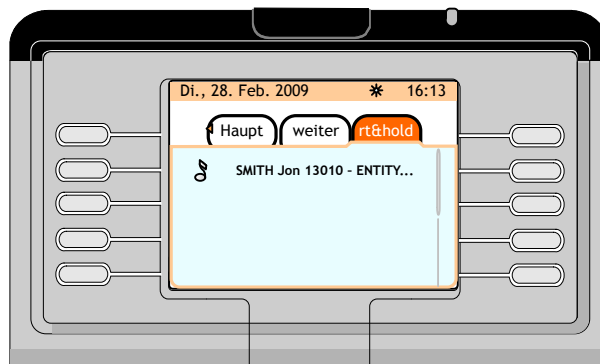 Di., 28. Feb. 2009 16:13
Haupt weiter rt&hold
SMITH Jon 13010 - ENTITY...